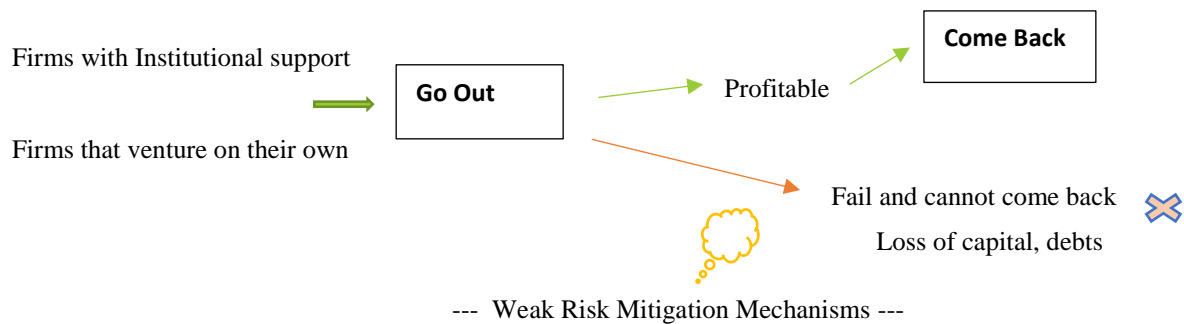 Firms with Institutional support
Firms that venture on their own
Go Out
Profitable
Come Back
Fail and cannot come back
Loss of capital, debts
--- Weak Risk Mitigation Mechanisms ---